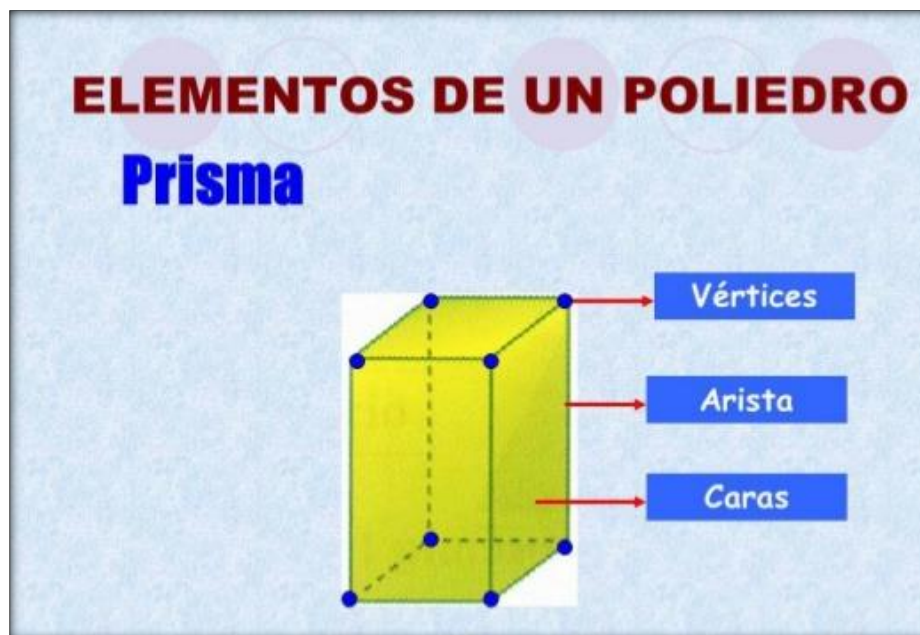 ELEMENTOS DE UN POLIEDRO
Prisma
Vértices
Arista
Caras